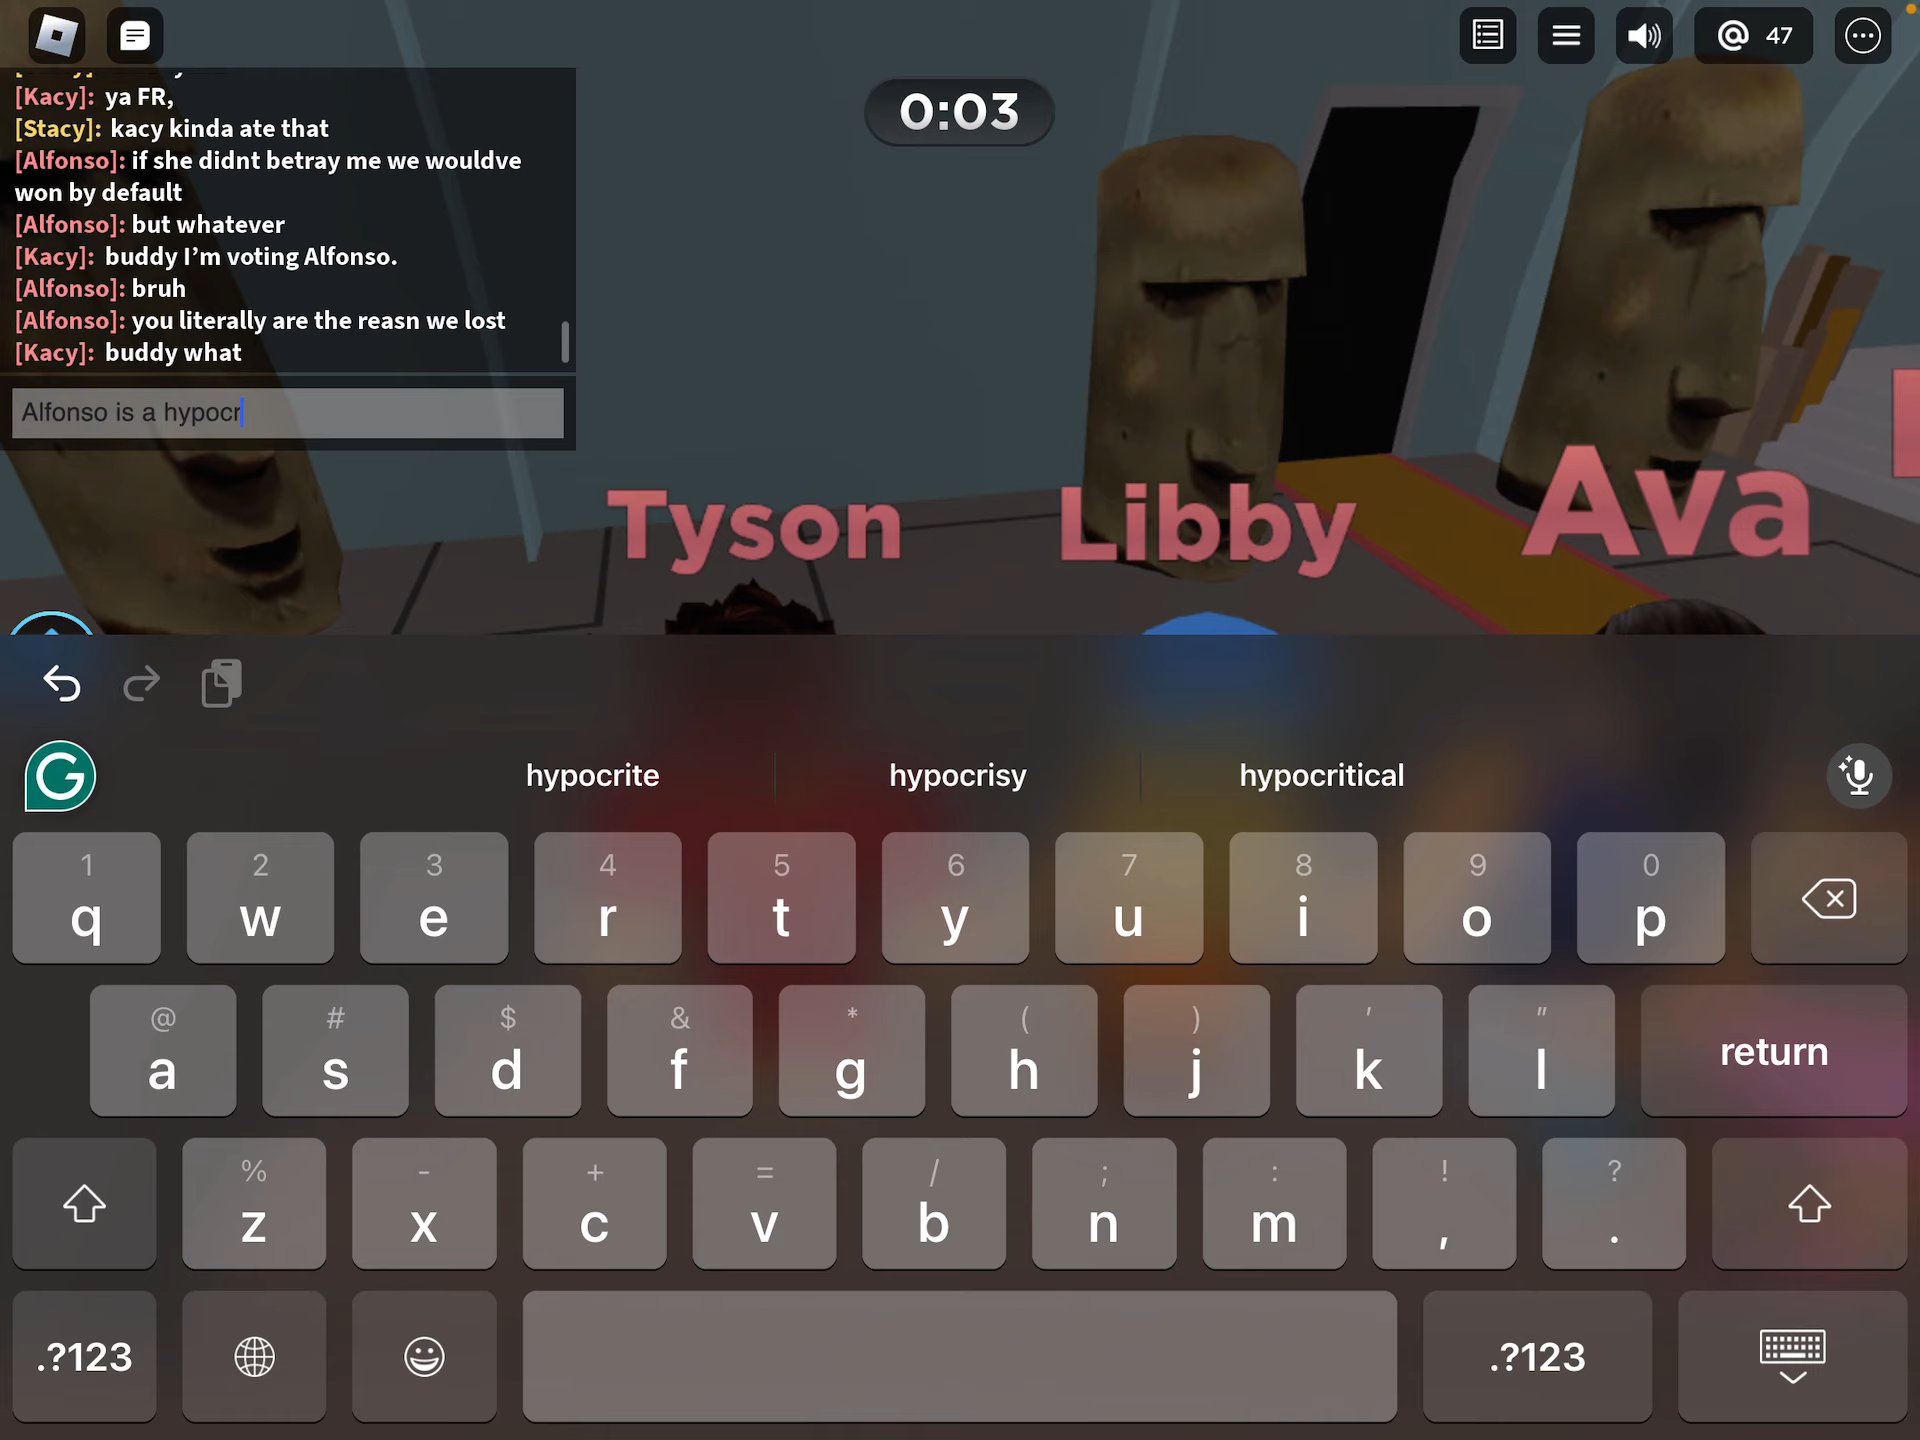 47
[Kacy]: ya FR,
[Stacy]: kacy kinda ate that
[Alfonso]: if she didnt betray me we wouldve
won by default
[Alfonso]: but whatever
[Kacy]: buddy I’m voting Alfonso.
[Alfonso]: bruh
[Alfonso]: you literally are the reasn we lost
[Kacy]: buddy what
Alfonso is a hypocr
0:03
Tyson Libby Ava
hypocrite hypocrisy hypocritical
1 2 3 4 5 6 7 8 9 0
q w e r t y u i o p
@ # $ & * ( ) ' "
a s d f g h j k l return
% - + = / ; : ! ?
z x c v b n m , .
.?123 .?123